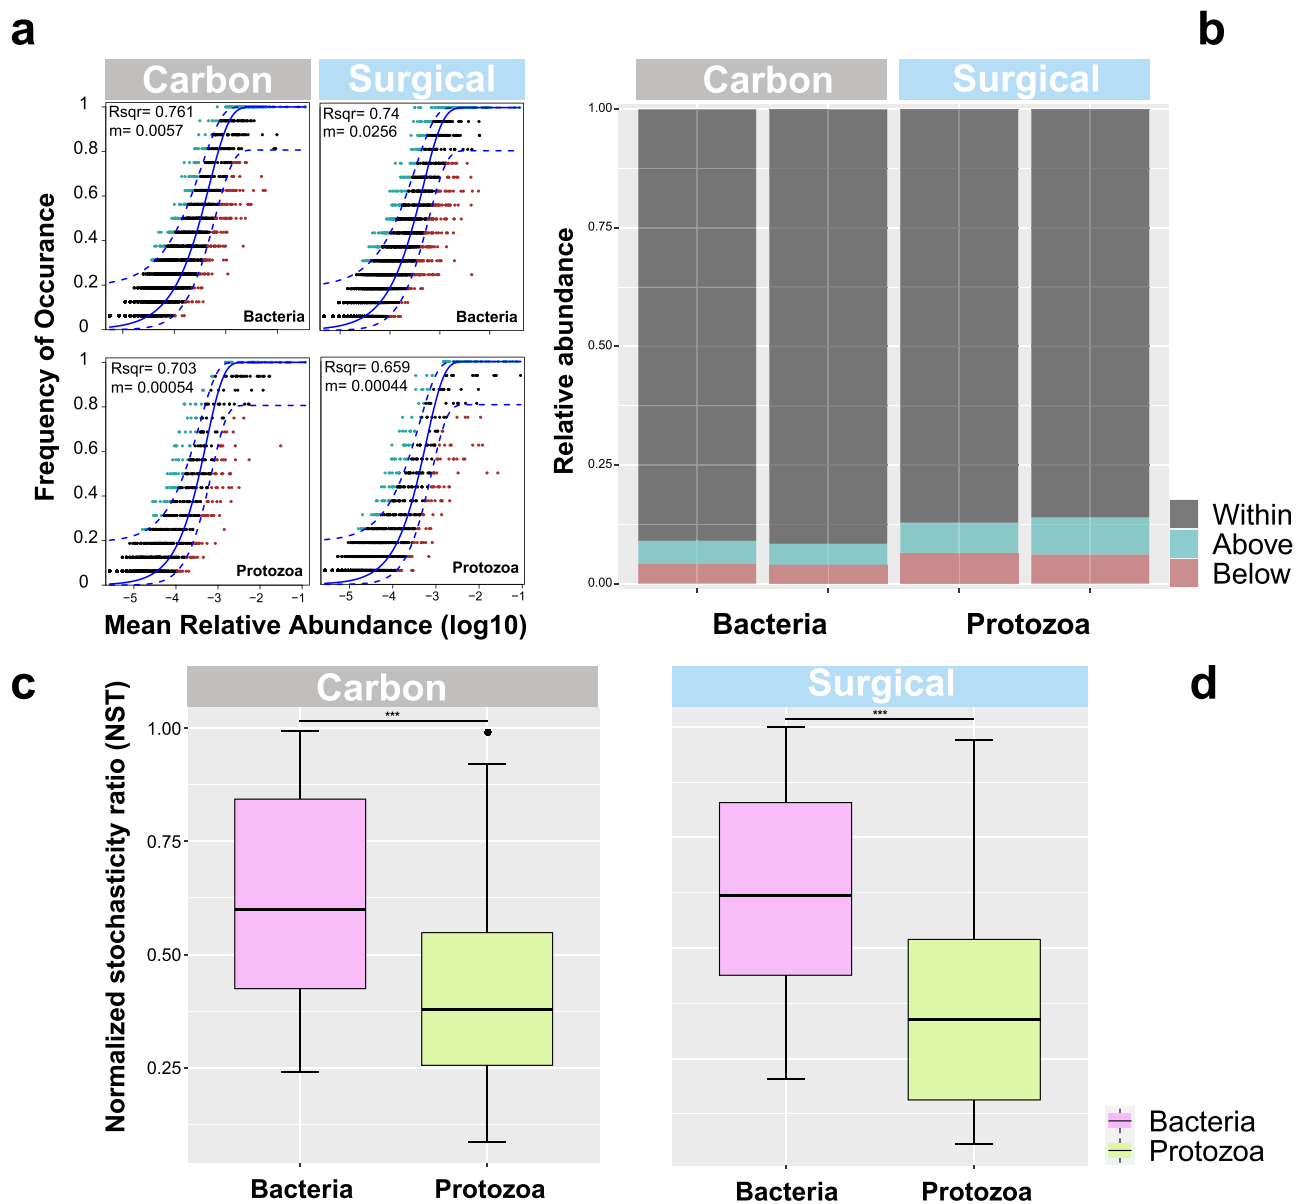 a
b
Carbon
Surgical
Carbon
Surgical
Frequency of Occurance
1
0.8
0.6
0.4
0.2
0
Rsqr= 0.761
m= 0.0057
Bacteria
Rsqr= 0.74
m= 0.0256
Bacteria
1
0.8
0.6
0.4
0.2
0
Rsqr= 0.703
m= 0.00054
Protozoa
Rsqr= 0.659
m= 0.00044
Protozoa
−5
−4
−3
−2
−1
−5
−4
−3
−2
−1
Mean Relative Abundance (log10)
Relative abundance
1.00
0.75
0.50
0.25
0.00
Bacteria
Protozoa
Within
Above
Below
c
d
Carbon
Surgical
Normalized stochasticity ratio (NST)
1.00
0.75
0.50
0.25
***
***
Bacteria
Protozoa
Bacteria
Protozoa
Bacteria
Protozoa